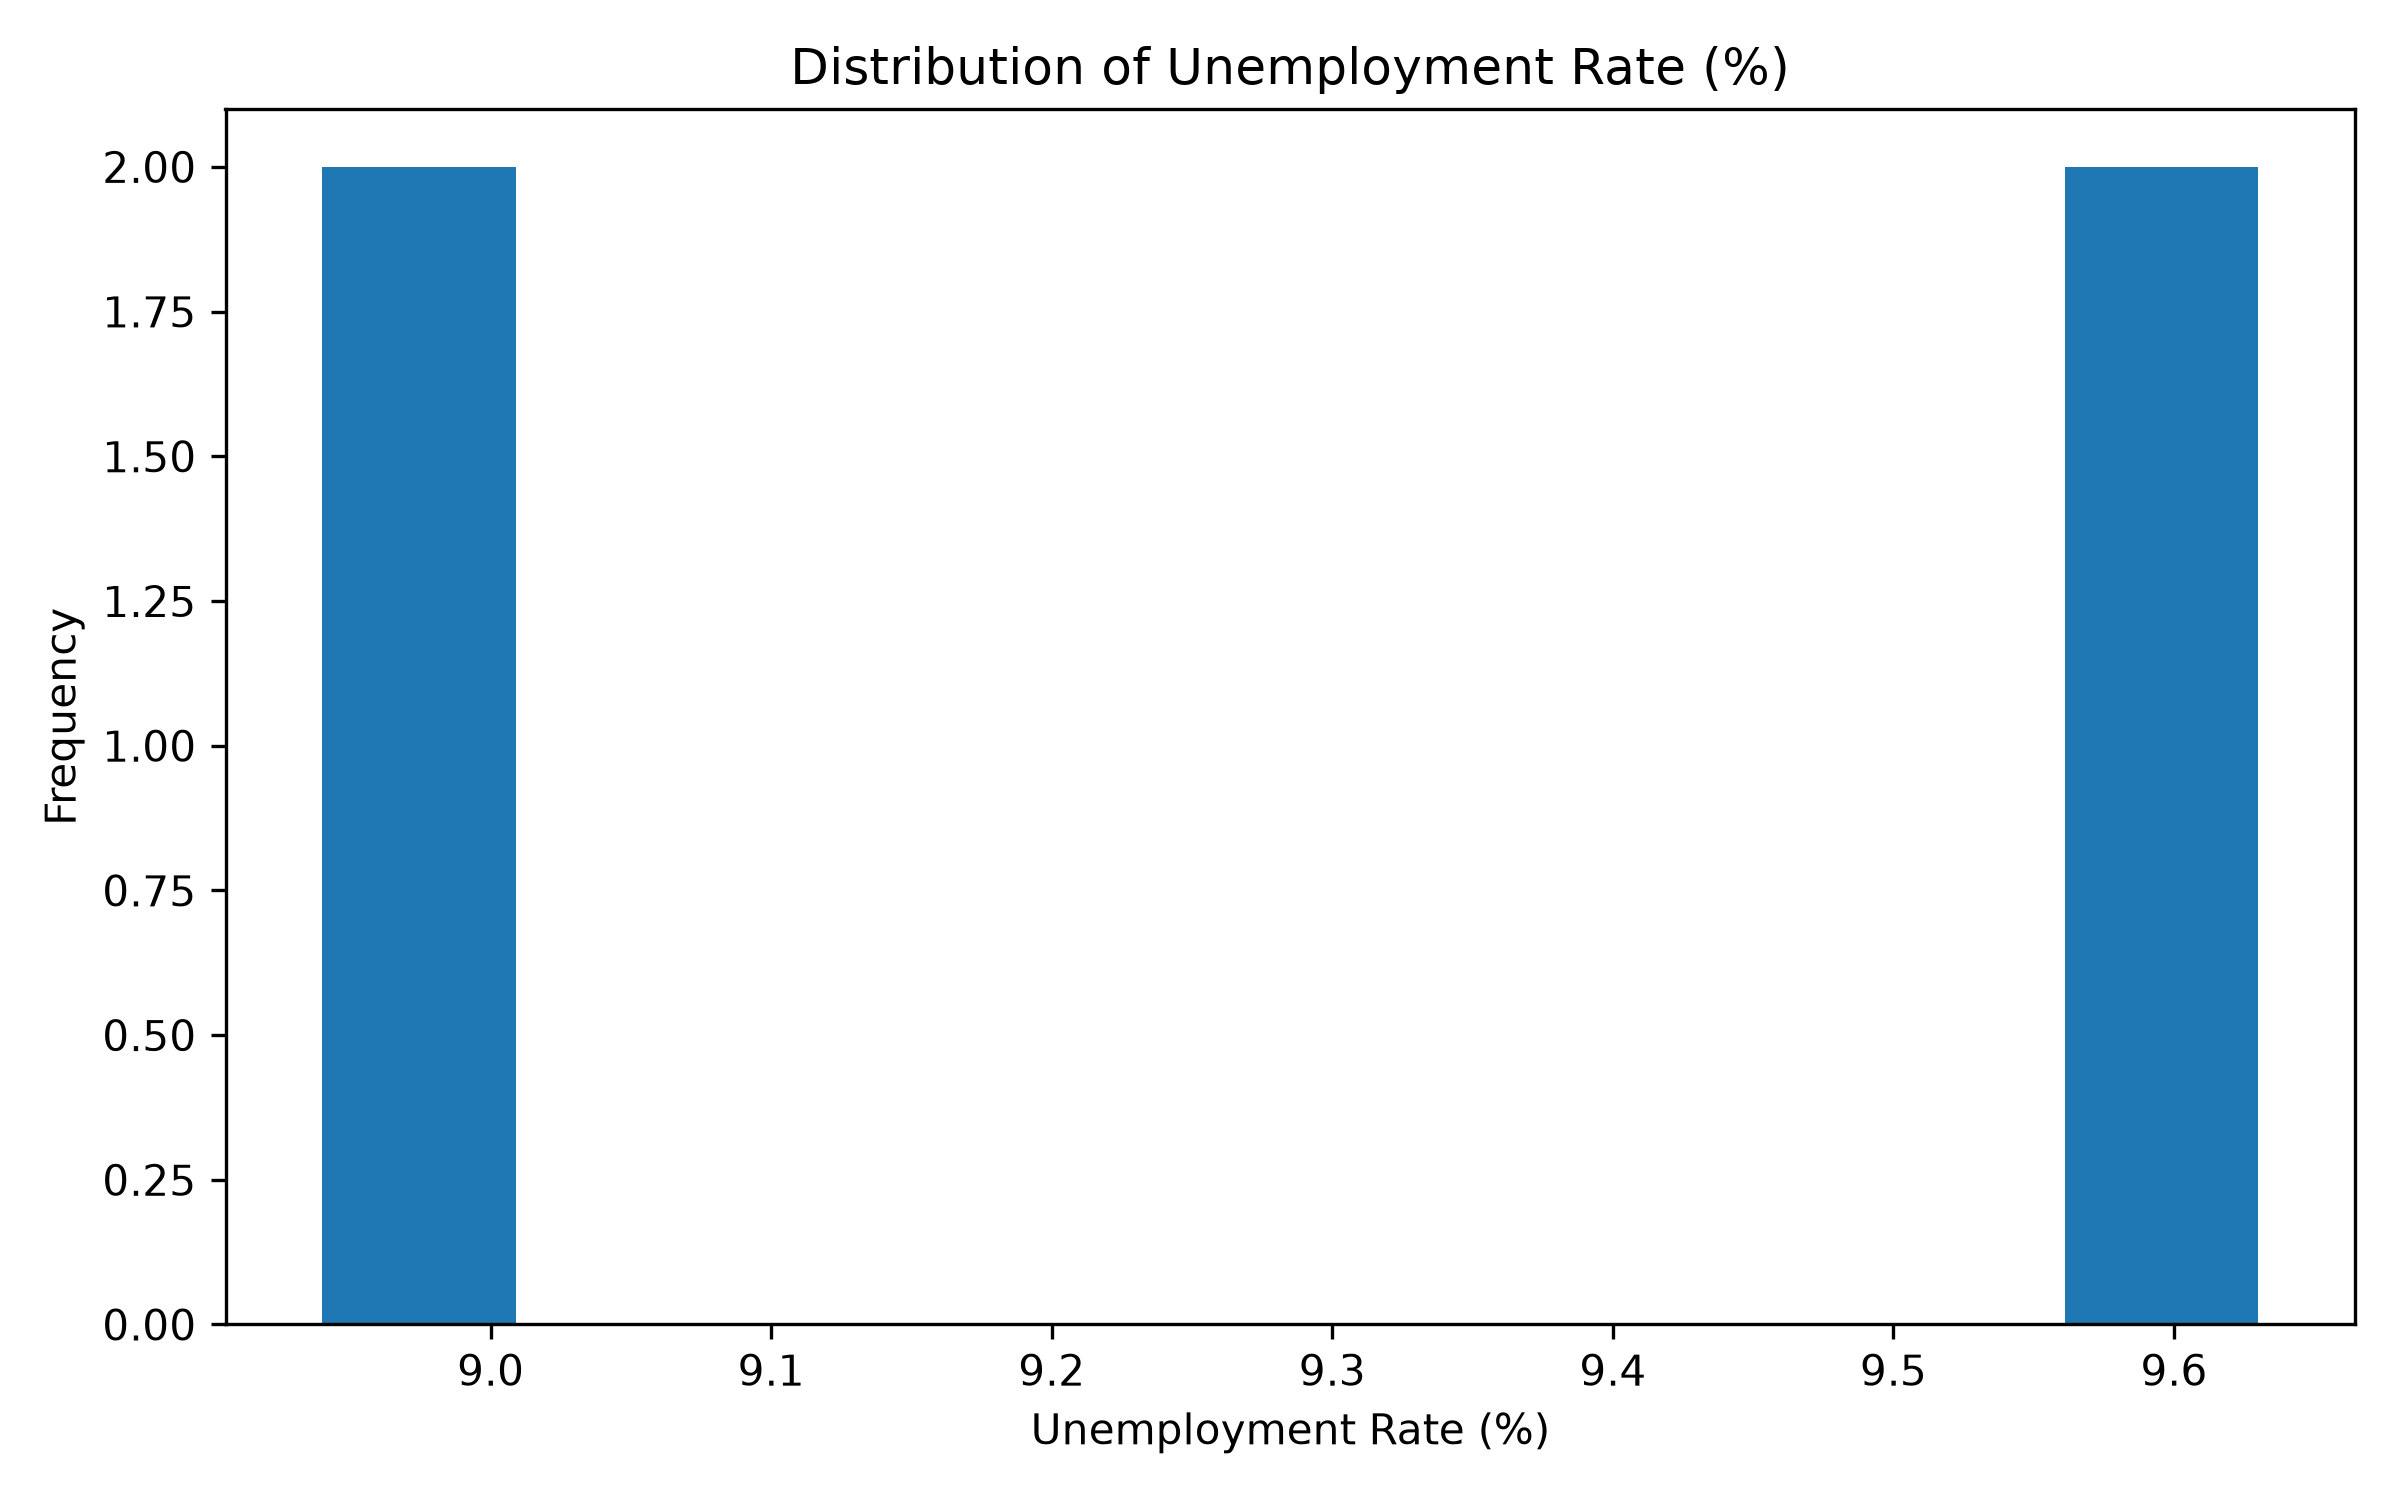 Distribution of Unemployment Rate (%)
2.00
1.75
1.50
1.25
1.00
0.75
0.50
0.25
0.00
Frequency
9.0 9.1 9.2 9.3 9.4 9.5 9.6
Unemployment Rate (%)